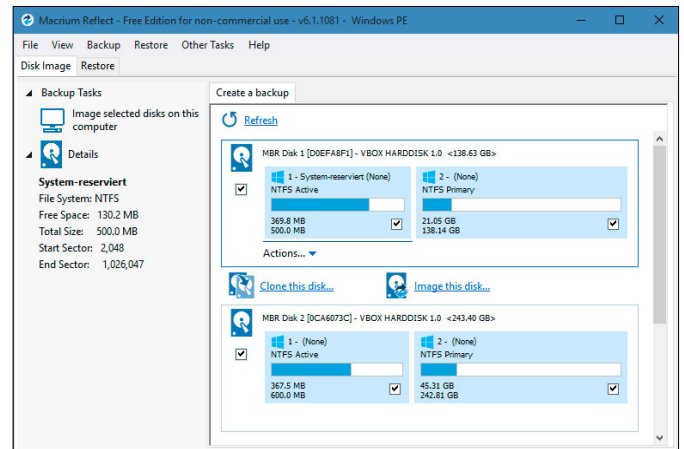 Macrium Reflect - Free Edition for non-commercial use - v6.1.1081 - Windows PE
File View Backup Restore Other Tasks Help
Disk Image Restore
Backup Tasks
Image selected disks on this
computer
Details
System-reserviert
File System: NTFS
Free Space: 130.2 MB
Total Size: 500.0 MB
Start Sector: 2,048
End Sector: 1,026,047
Create a backup
Refresh
MBR Disk 1 [D0EFA8F1] - VBOX HARDDISK 1.0 <138.63 GB>
1 - System-reserviert (None)
NTFS Active
369.8 MB
500.0 MB
2 - (None)
NTFS Primary
21.05 GB
138.14 GB
Actions...
Clone this disk... Image this disk...
MBR Disk 2 [0CA6073C] - VBOX HARDDISK 1.0 <243.40 GB>
1 - (None)
NTFS Active
367.5 MB
600.0 MB
2 - (None)
NTFS Primary
45.31 GB
242.81 GB